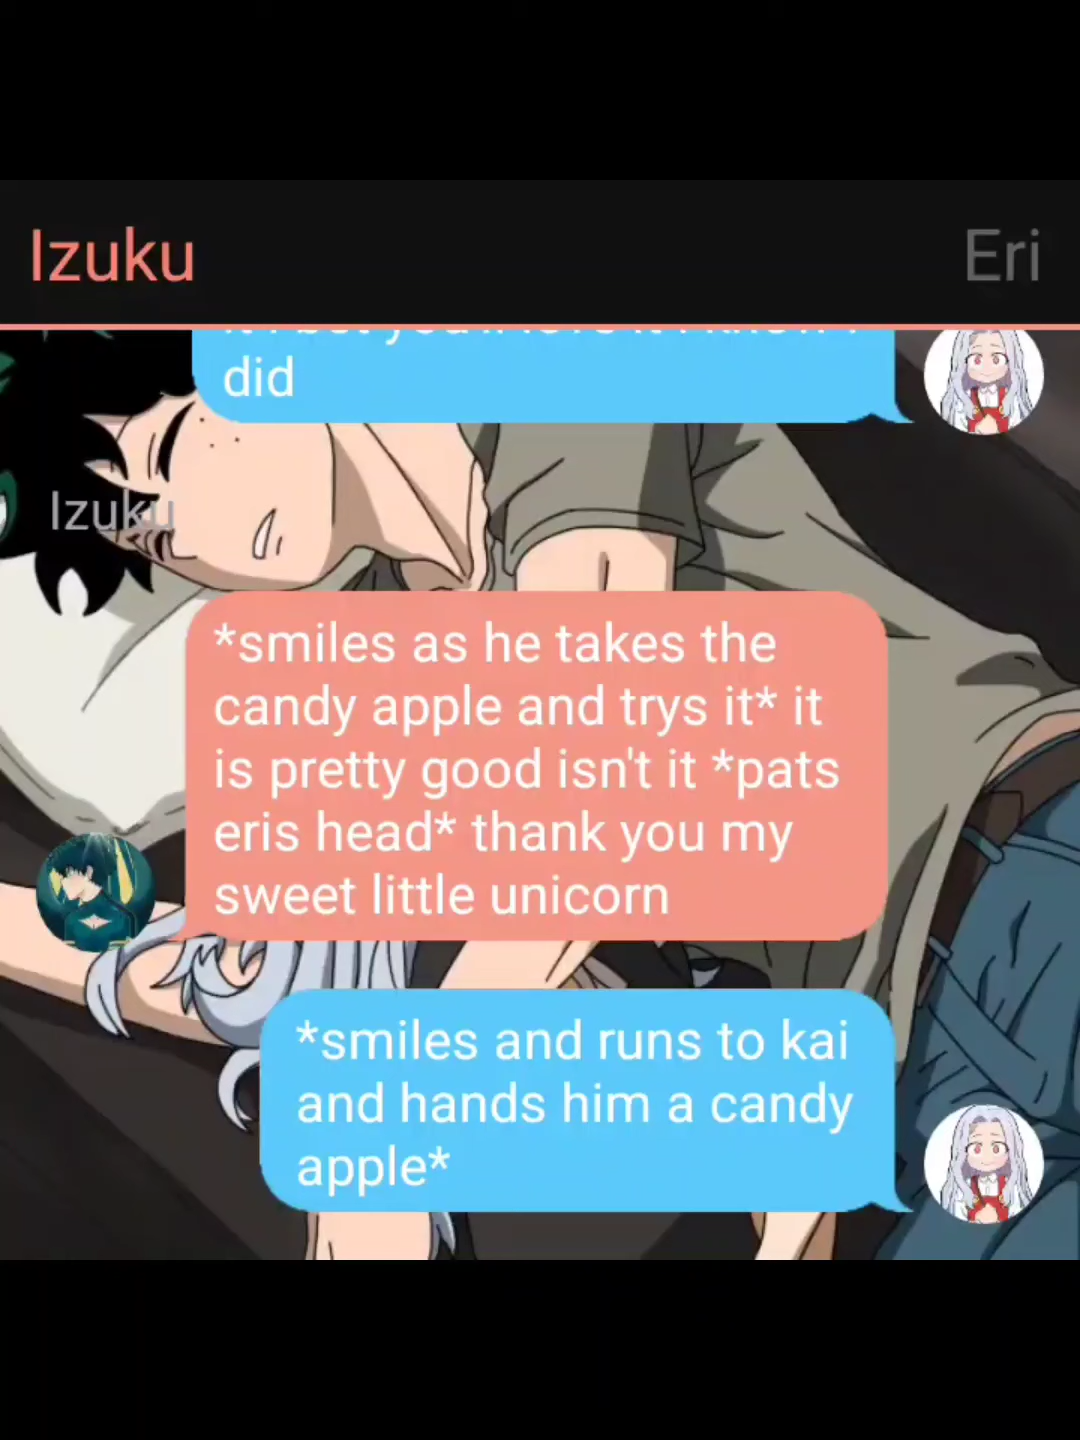 Izuku
Eri
did
Izuku
*smiles as he takes the
candy apple and trys it* it
is pretty good isn't it *pats
eris head* thank you my
sweet little unicorn
*smiles and runs to kai
and hands him a candy
apple*